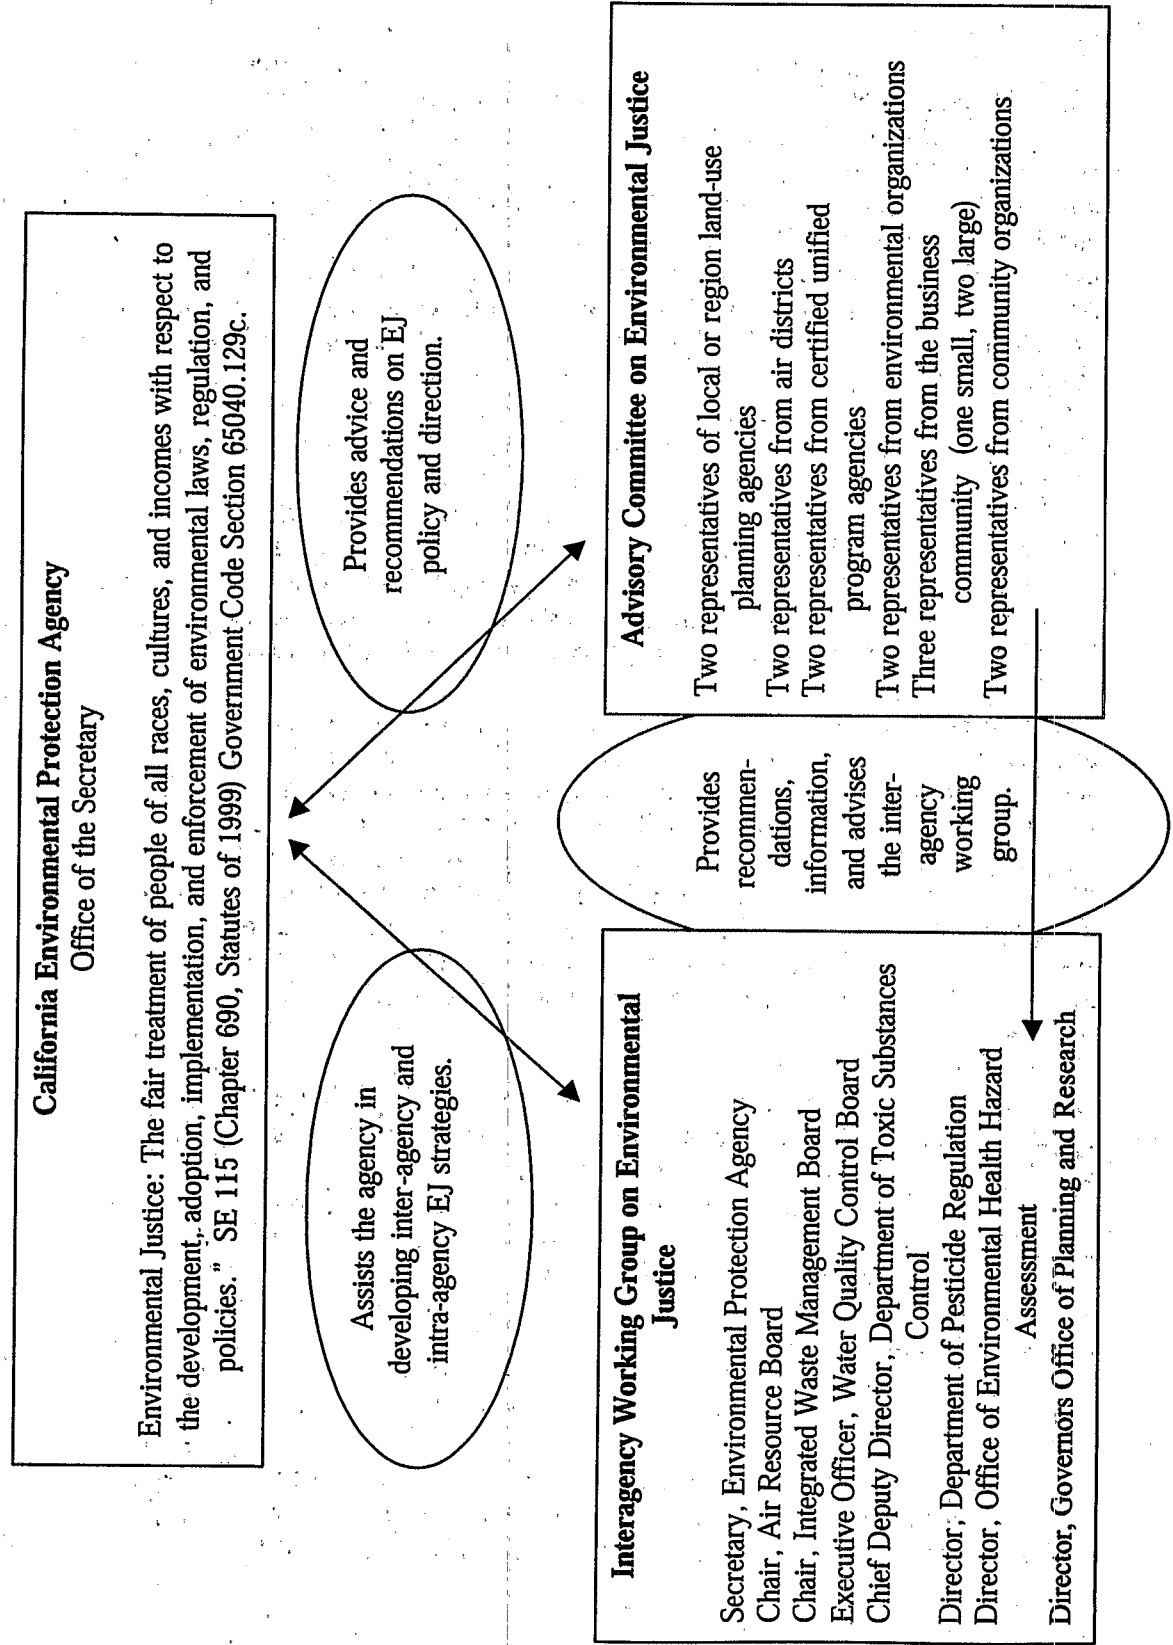 California Environmental Protection Agency
Office of the Secretary
Environmental Justice: The fair treatment of people of all races, cultures, and incomes with respect to
the development, adoption, implementation, and enforcement of environmental laws, regulation, and
policies." SE 115 (Chapter 690, Statutes of 1999) Government Code Section 65040.129c.
Assists the agency in
developing inter-agency and
intra-agency EJ strategies.
Provides advice and
recommendations on EJ
policy and direction.
Interagency Working Group on Environmental
Justice
Secretary, Environmental Protection Agency
Chair, Air Resource Board
Chair, Integrated Waste Management Board
Executive Officer, Water Quality Control Board
Chief Deputy Director, Department of Toxic Substances
Control
Director, Department of Pesticide Regulation
Director, Office of Environmental Health Hazard
Assessment
Director, Governors Office of Planning and Research
Provides
recommen-
dations,
information,
and advises
the inter-
agency
working
group.
Advisory Committee on Environmental Justice
Two representatives of local or region land-use
planning agencies
Two representatives from air districts
Two representatives from certified unified
program agencies
Two representatives from environmental organizations
Three representatives from the business
community (one small, two large)
Two representatives from community organizations